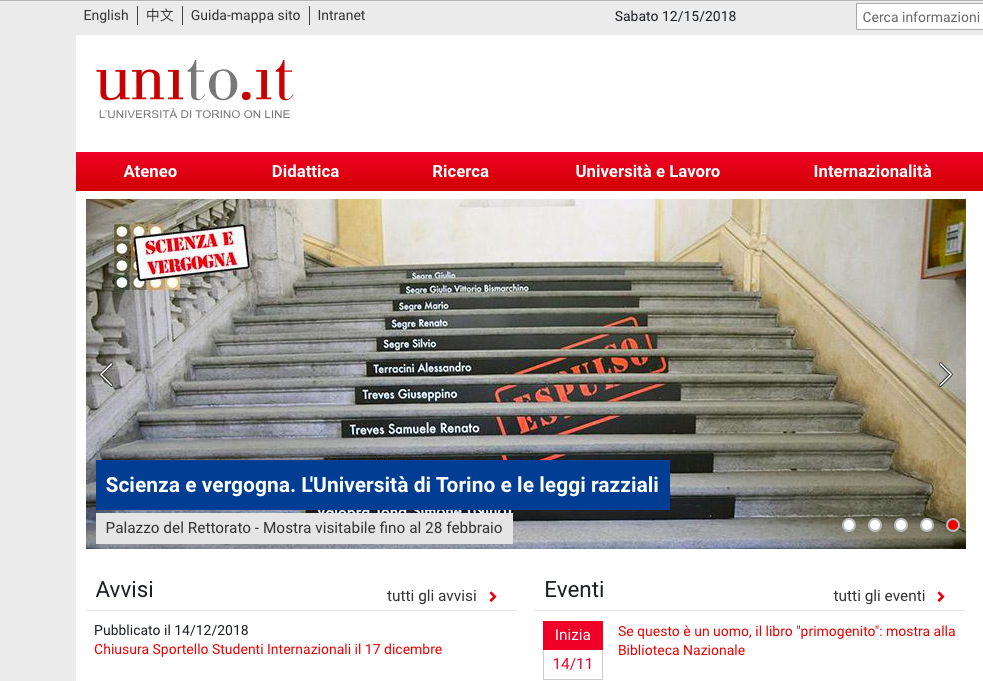 English 中文 Guida-mappa sito Intranet
Sabato 12/15/2018
Cerca informazioni
unito.it
L'UNIVERSITÀ DI TORINO ON LINE
Ateneo Didattica Ricerca Università e Lavoro Internazionalità
SCIENZA E
VERGOGNA
Segre Giulio
Segre Giulio Vittorio Bismarchino
Segre Mario
Segre Renato
Segre Silvio
Terracini Alessandro
Treves Giuseppino
Treves Samuele Renato
ESPULSO
Scienza e vergogna. L'Università di Torino e le leggi razziali
Palazzo del Rettorato - Mostra visitabile fino al 28 febbraio
Avvisi
tutti gli avvisi
Pubblicato il 14/12/2018
Chiusura Sportello Studenti Internazionali il 17 dicembre
Eventi
tutti gli eventi
Inizia
14/11
Se questo è un uomo, il libro "primogenito": mostra alla
Biblioteca Nazionale